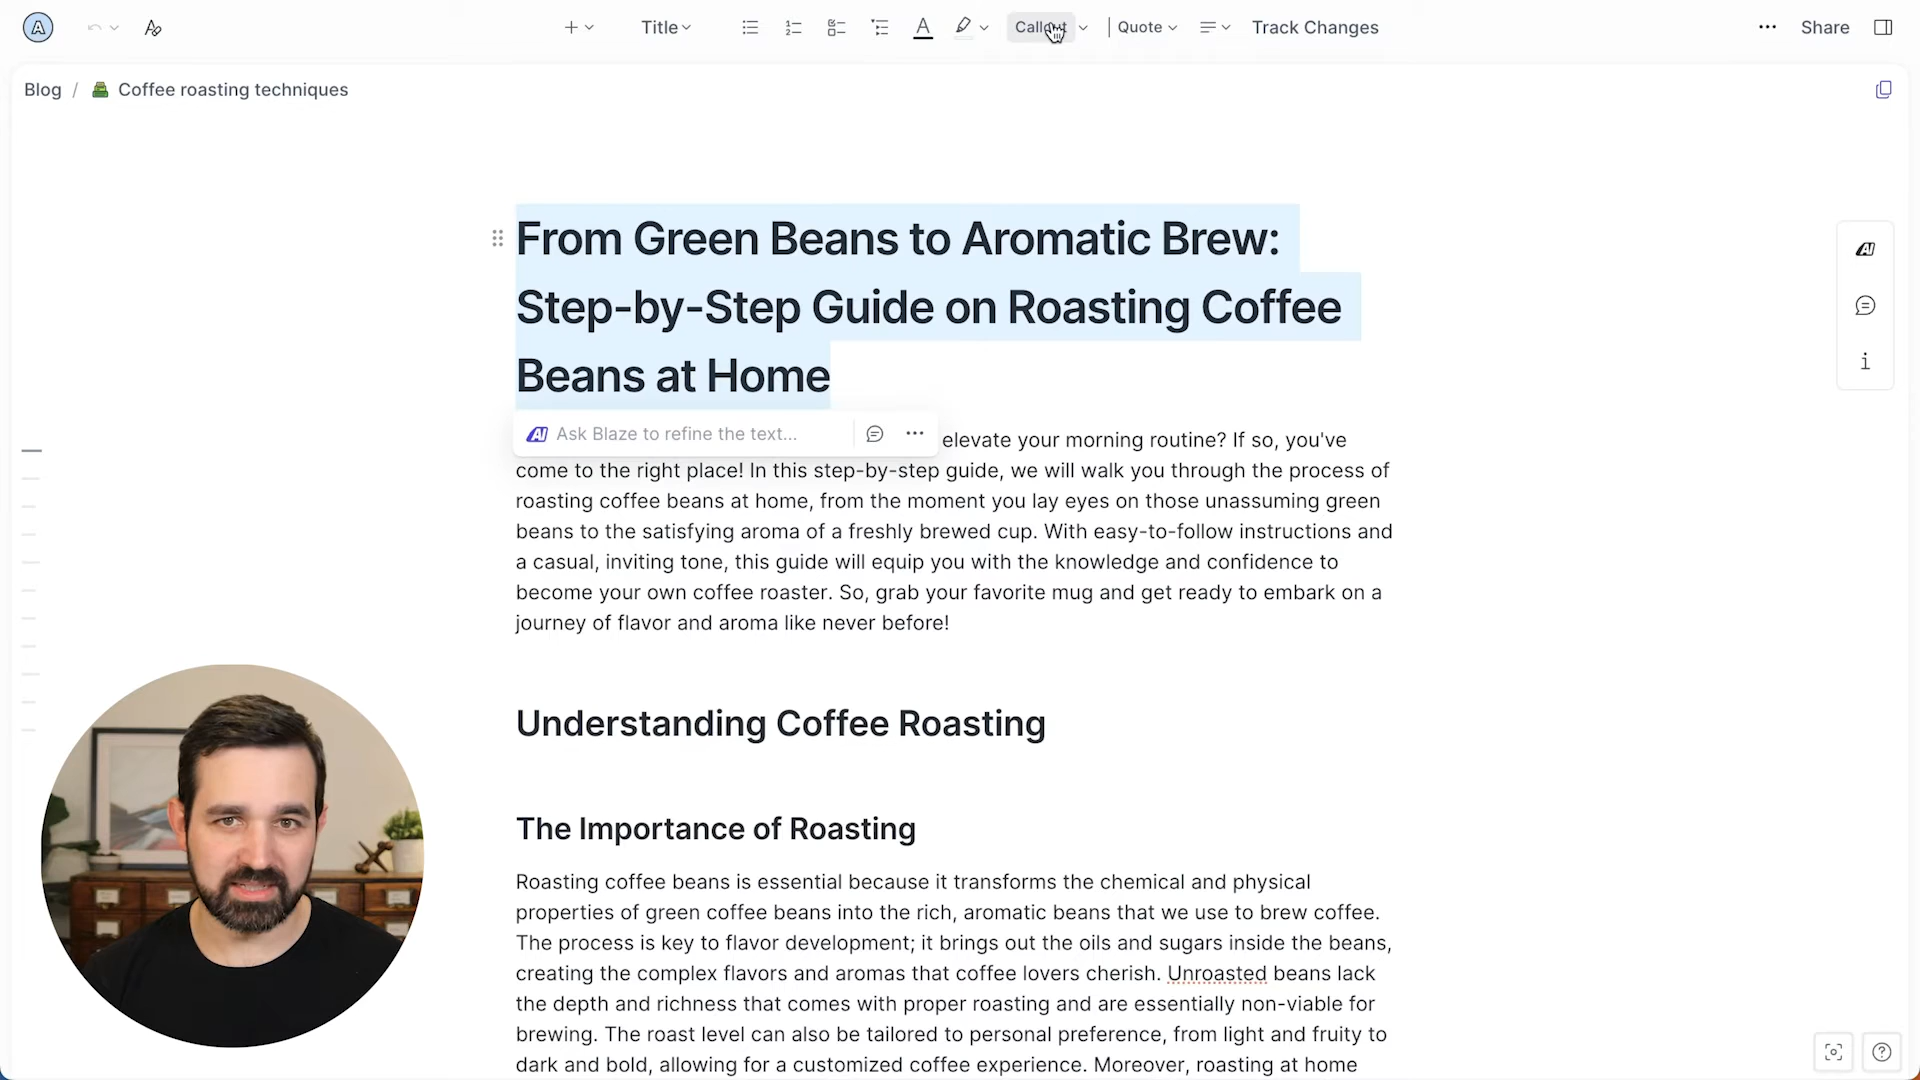 Title
Callout
Quote
Track Changes
Share
Blog / Coffee roasting techniques
From Green Beans to Aromatic Brew:
Step-by-Step Guide on Roasting Coffee
Beans at Home
AI Ask Blaze to refine the text...
elevate your morning routine? If so, you've
come to the right place! In this step-by-step guide, we will walk you through the process of
roasting coffee beans at home, from the moment you lay eyes on those unassuming green
beans to the satisfying aroma of a freshly brewed cup. With easy-to-follow instructions and
a casual, inviting tone, this guide will equip you with the knowledge and confidence to
become your own coffee roaster. So, grab your favorite mug and get ready to embark on a
journey of flavor and aroma like never before!
AI
i
Understanding Coffee Roasting
The Importance of Roasting
Roasting coffee beans is essential because it transforms the chemical and physical
properties of green coffee beans into the rich, aromatic beans that we use to brew coffee.
The process is key to flavor development; it brings out the oils and sugars inside the beans,
creating the complex flavors and aromas that coffee lovers cherish. Unroasted beans lack
the depth and richness that comes with proper roasting and are essentially non-viable for
brewing. The roast level can also be tailored to personal preference, from light and fruity to
dark and bold, allowing for a customized coffee experience. Moreover, roasting at home